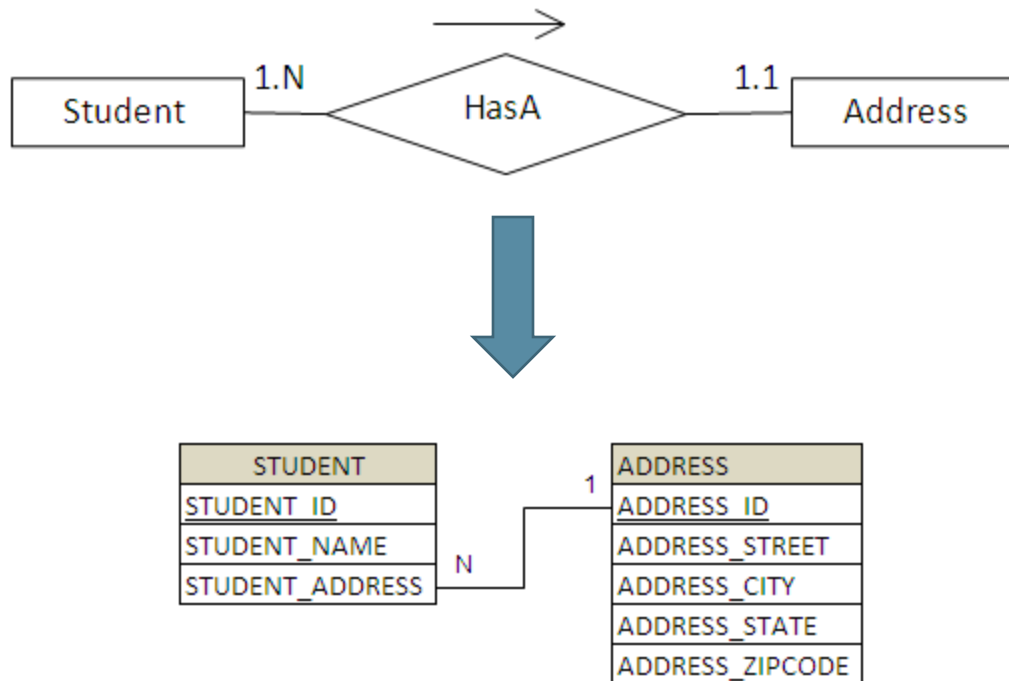 1.N
1.1
Student
HasA
Address
STUDENT
STUDENT_ID
STUDENT_NAME
STUDENT_ADDRESS
N
1
ADDRESS
ADDRESS_ID
ADDRESS_STREET
ADDRESS_CITY
ADDRESS_STATE
ADDRESS_ZIPCODE